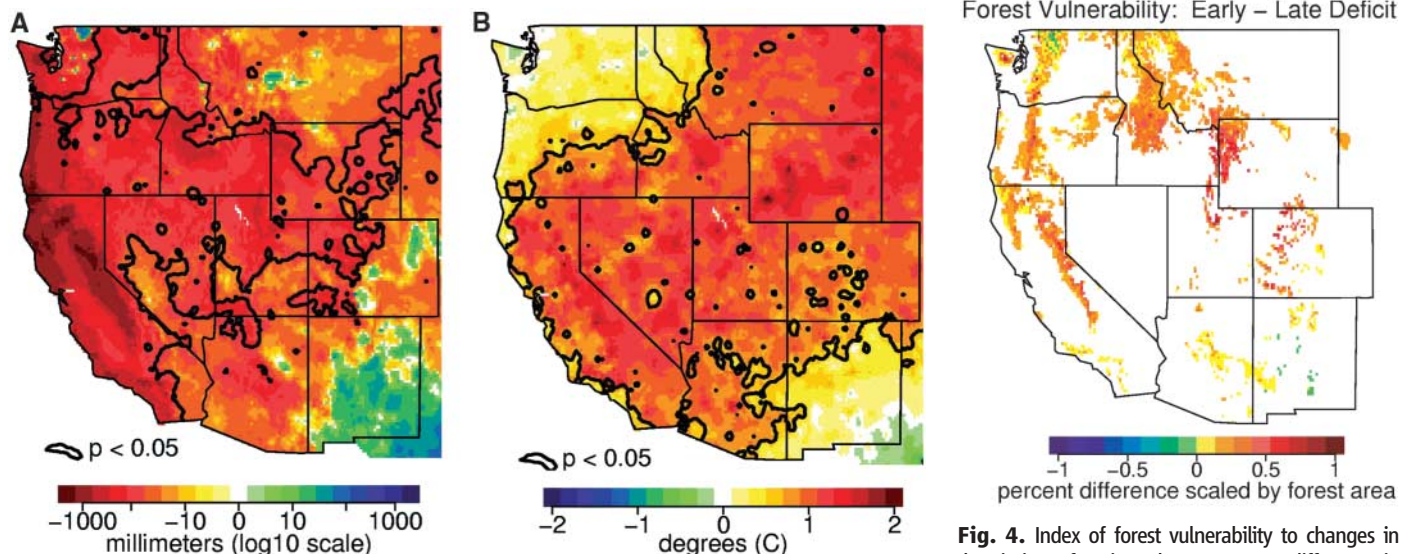 A
p < 0.05
-1000 -10 0 10 1000
millimeters (log10 scale)
B
p < 0.05
-2 -1 0 1 2
degrees (C)
Forest Vulnerability: Early – Late Deficit
-1 -0.5 0 0.5 1
percent difference scaled by forest area
Fig. 4. Index of forest vulnerability to changes in